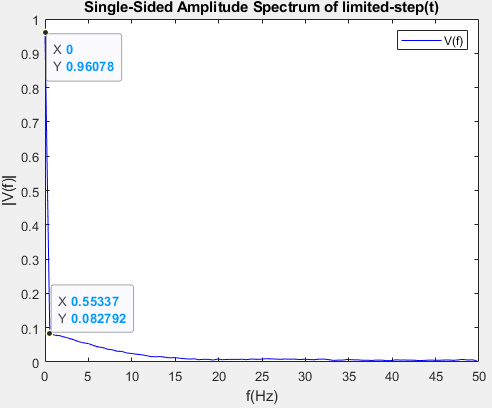 Single-Sided Amplitude Spectrum of limited-step(t)
1
0.9
0.8
0.7
0.6
0.5
0.4
0.3
0.2
0.1
0
|V(f)|
X 0
Y 0.96078
V(f)
X 0.55337
Y 0.082792
0 5 10 15 20 25 30 35 40 45 50
f(Hz)